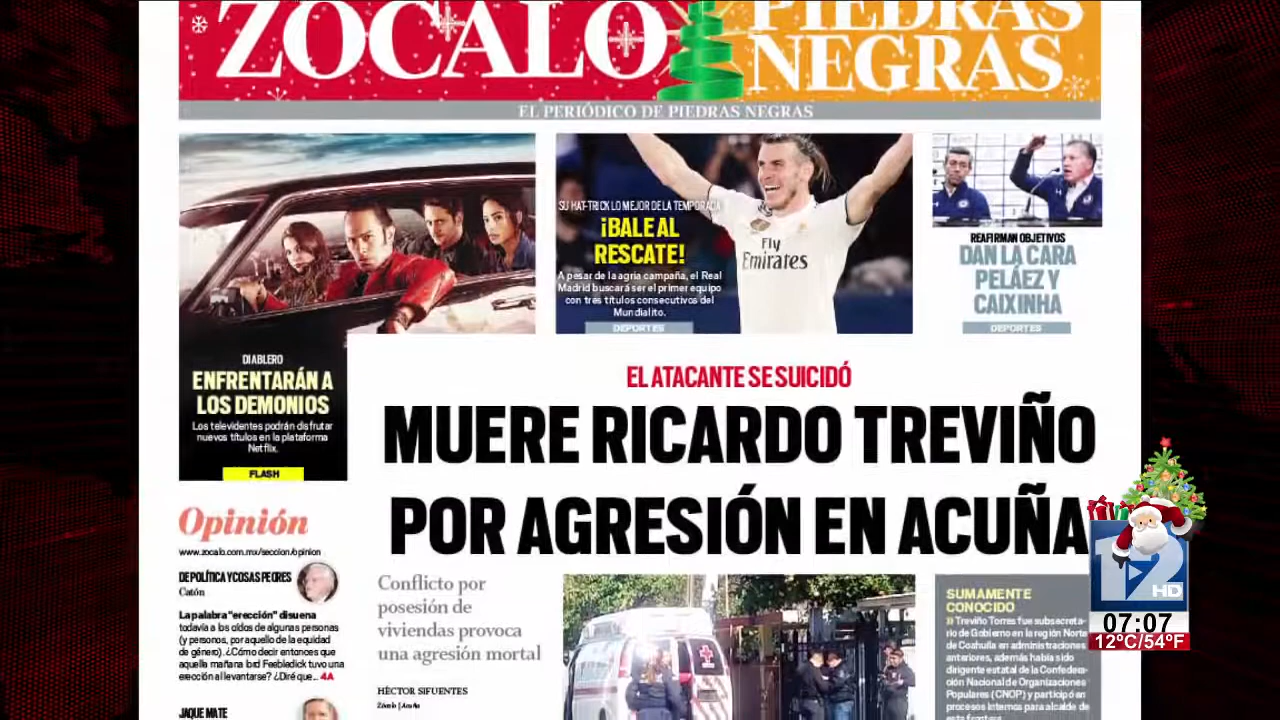 ZÓCALO
PIEDRAS
NEGRAS
EL PERIÓDICO DE PIEDRAS NEGRAS
SU HAT-TRICK LO MEJOR DE LA TEMPORADA
¡BALE AL
RESCATE!
A pesar de la agria campaña, el Real
Madrid buscará ser el primer equipo
con tres títulos consecutivos del
Mundialito.
DEPORTES
Fly
Emirates
REAFIRMAN OBJETIVOS
DAN LA CARA
PELÁEZ Y
CAIXINHA
DEPORTES
DIABLERO
ENFRENTARÁN A
LOS DEMONIOS
Los televidentes podrán disfrutar
nuevos títulos en la plataforma
Netflix.
FLASH
EL ATACANTE SE SUICIDÓ
MUERE RICARDO TREVIÑO
POR AGRESIÓN EN ACUÑA
Opinión
www.zocalo.com.mx/seccion/opinion
DE POLÍTICA Y COSAS PEORES
Catón
La palabra "erección" disuena
todavía a los oídos de algunas personas
(y personos, por aquello de la equidad
de género). ¿Cómo decir entonces que
aquella mañana lord Feebledick tuvo una
erección al levantarse? ¿Diré que... 4A
JAQUE MATE
Conflicto por
posesión de
viviendas provoca
una agresión mortal
HÉCTOR SIFUENTES
Zócalo | Acuña
SUMAMENTE
CONOCIDO
» Treviño Torres fue subsecreta-
rio de Gobierno en la región Norte
de Coahuila en administraciones
anteriores, además había sido
dirigente estatal de la Confedera-
ción Nacional de Organizaciones
Populares (CNOP) y participó en
procesos internos para alcalde de
esta frontera.
12
HD
07:07
12°C/54°F